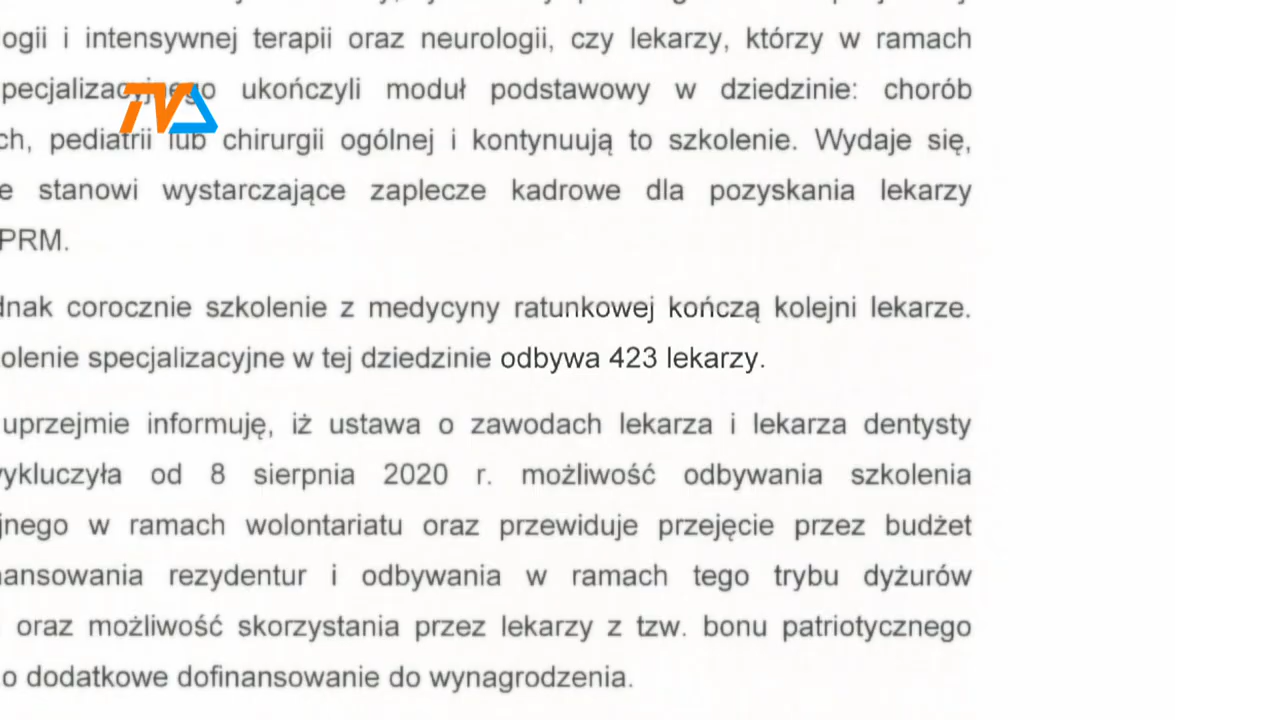 ogii i intensywnej terapii oraz neurologii, czy lekarzy, którzy w ramach
pecjalizacyjnego ukończyli moduł podstawowy w dziedzinie: chorób
ch, pediatrii lub chirurgii ogólnej i kontynuują to szkolenie. Wydaje się,
e stanowi wystarczające zaplecze kadrowe dla pozyskania lekarzy
PRM.
dnak corocznie szkolenie z medycyny ratunkowej kończą kolejni lekarze.
olenie specjalizacyjne w tej dziedzinie odbywa 423 lekarzy.
uprzejmie informuję, iż ustawa o zawodach lekarza i lekarza dentysty
wykluczyła od 8 sierpnia 2020 r. możliwość odbywania szkolenia
jnego w ramach wolontariatu oraz przewiduje przejęcie przez budżet
nansowania rezydentur i odbywania w ramach tego trybu dyżurów
oraz możliwość skorzystania przez lekarzy z tzw. bonu patriotycznego
o dodatkowe dofinansowanie do wynagrodzenia.